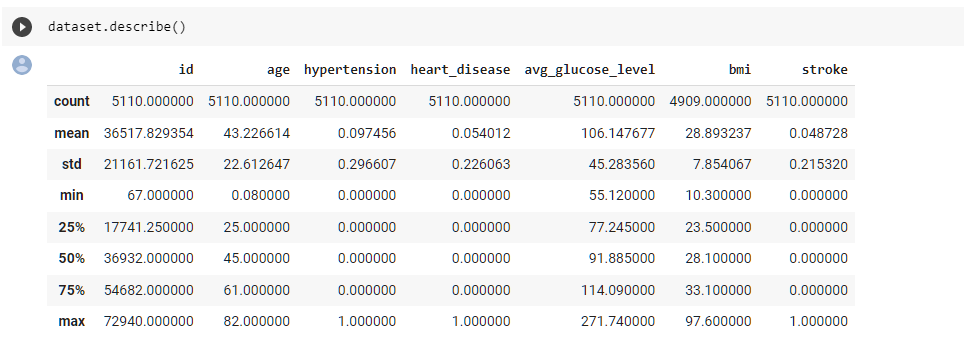 dataset.describe()
id age hypertension heart_disease avg_glucose_level bmi stroke
count 5110.000000 5110.000000 5110.000000 5110.000000 5110.000000 4909.000000 5110.000000
mean 36517.829354 43.226614 0.097456 0.054012 106.147677 28.893237 0.048728
std 21161.721625 22.612647 0.296607 0.226063 45.283560 7.854067 0.215320
min 67.000000 0.080000 0.000000 0.000000 55.120000 10.300000 0.000000
25% 17741.250000 25.000000 0.000000 0.000000 77.245000 23.500000 0.000000
50% 36932.000000 45.000000 0.000000 0.000000 91.885000 28.100000 0.000000
75% 54682.000000 61.000000 0.000000 0.000000 114.090000 33.100000 0.000000
max 72940.000000 82.000000 1.000000 1.000000 271.740000 97.600000 1.000000